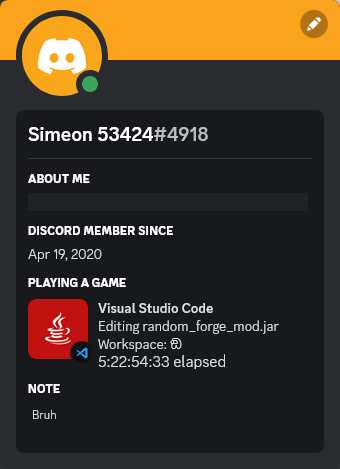 Simeon 53424#4918
ABOUT ME
DISCORD MEMBER SINCE
Apr 19, 2020
PLAYING A GAME
Visual Studio Code
Editing random_forge_mod.jar
Workspace:
5:22:54:33 elapsed
NOTE
Bruh